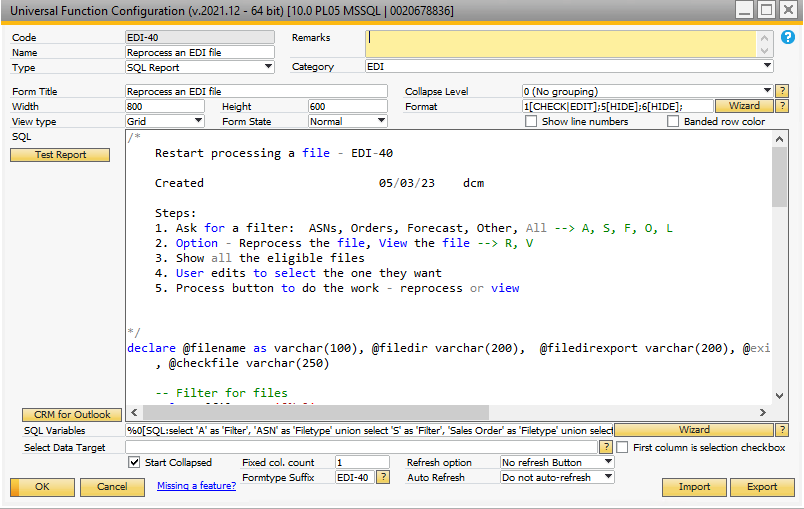 Universal Function Configuration (v.2021.12 - 64 bit) [10.0 PL05 MSSQL | 0020678836]
Code EDI-40 Remarks ?
Name Reprocess an EDI file
Type SQL Report Category EDI
Form Title Reprocess an EDI file Collapse Level 0 (No grouping) ?
Width 800 Height 600 Format 1[CHECK|EDIT];5[HIDE];6[HIDE]; Wizard ?
View type Grid Form State Normal Show line numbers Banded row color
SQL
Test Report
/*
Restart processing a file - EDI-40
Created 05/03/23 dcm
Steps:
1. Ask for a filter: ASNs, Orders, Forecast, Other, All --> A, S, F, O, L
2. Option - Reprocess the file, View the file --> R, V
3. Show all the eligible files
4. User edits to select the one they want
5. Process button to do the work - reprocess or view
*/
declare @filename as varchar(100), @filedir varchar(200), @filedirexport varchar(200), @exi
, @checkfile varchar(250)
-- Filter for files
CRM for Outlook
SQL Variables %0[SQL:select 'A' as 'Filter', 'ASN' as 'Filetype' union select 'S' as 'Filter', 'Sales Order' as 'Filetype' union select Wizard ?
Select Data Target ? First column is selection checkbox
Start Collapsed Fixed col. count 1 Refresh option No refresh Button
Formtype Suffix EDI-40 ? Auto Refresh Do not auto-refresh
OK Cancel Missing a feature? Import Export